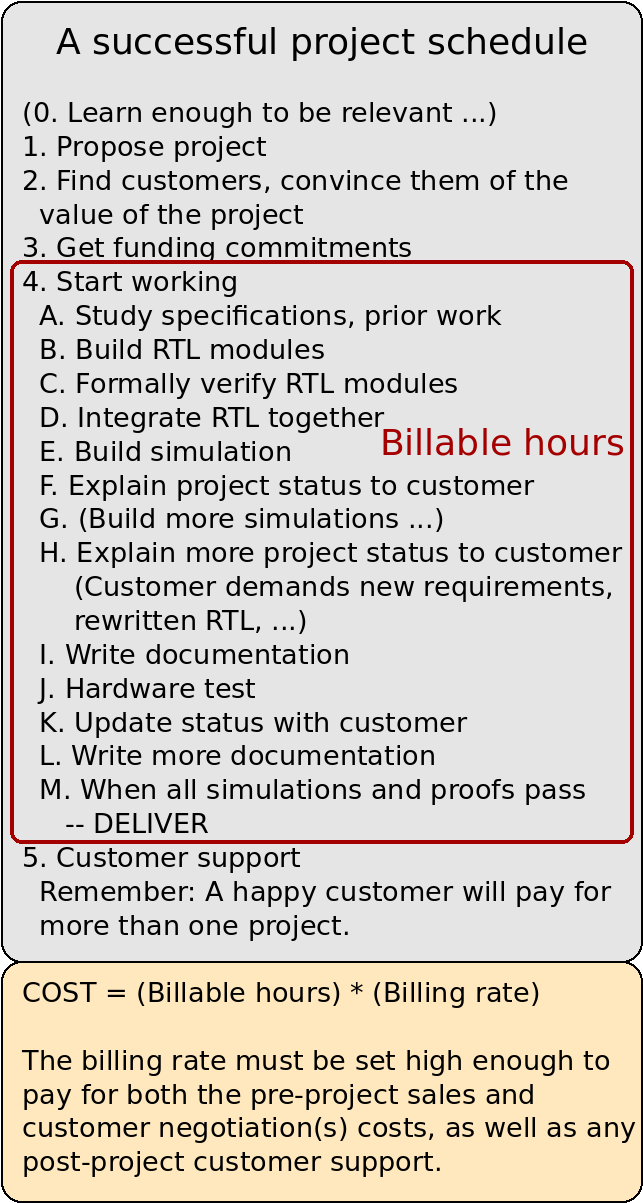 A successful project schedule
(0. Learn enough to be relevant ...)
1. Propose project
2. Find customers, convince them of the
value of the project
3. Get funding commitments
4. Start working
A. Study specifications, prior work
B. Build RTL modules
C. Formally verify RTL modules
D. Integrate RTL together
Billable hours
E. Build simulation
F. Explain project status to customer
G. (Build more simulations ...)
H. Explain more project status to customer
(Customer demands new requirements,
rewritten RTL, ...)
I. Write documentation
J. Hardware test
K. Update status with customer
L. Write more documentation
M. When all simulations and proofs pass
-- DELIVER
5. Customer support
Remember: A happy customer will pay for
more than one project.
COST = (Billable hours) * (Billing rate)
The billing rate must be set high enough to
pay for both the pre-project sales and
customer negotiation(s) costs, as well as any
post-project customer support.